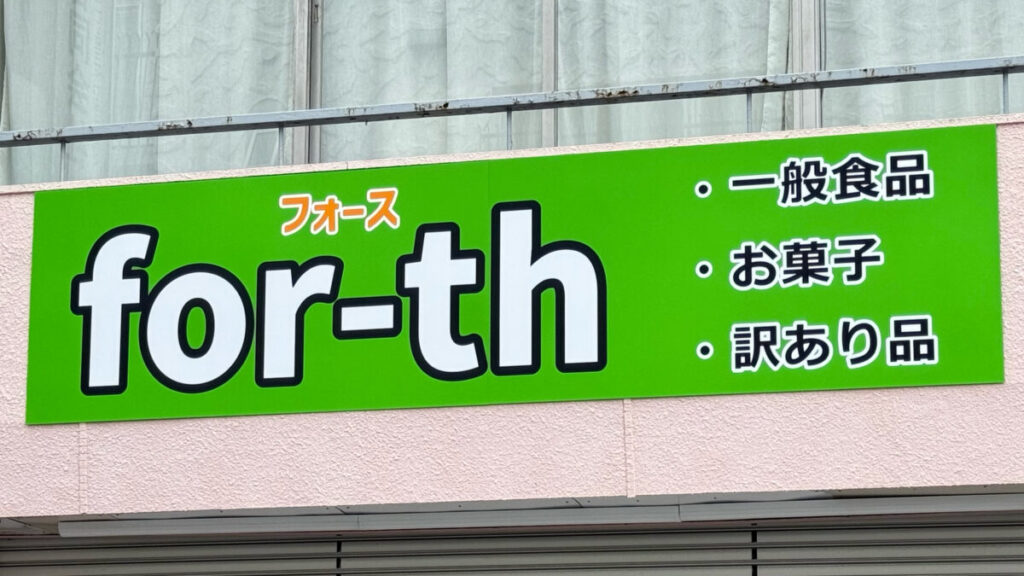 フォース
for-th
・一般食品
・お菓子
・訳あり品